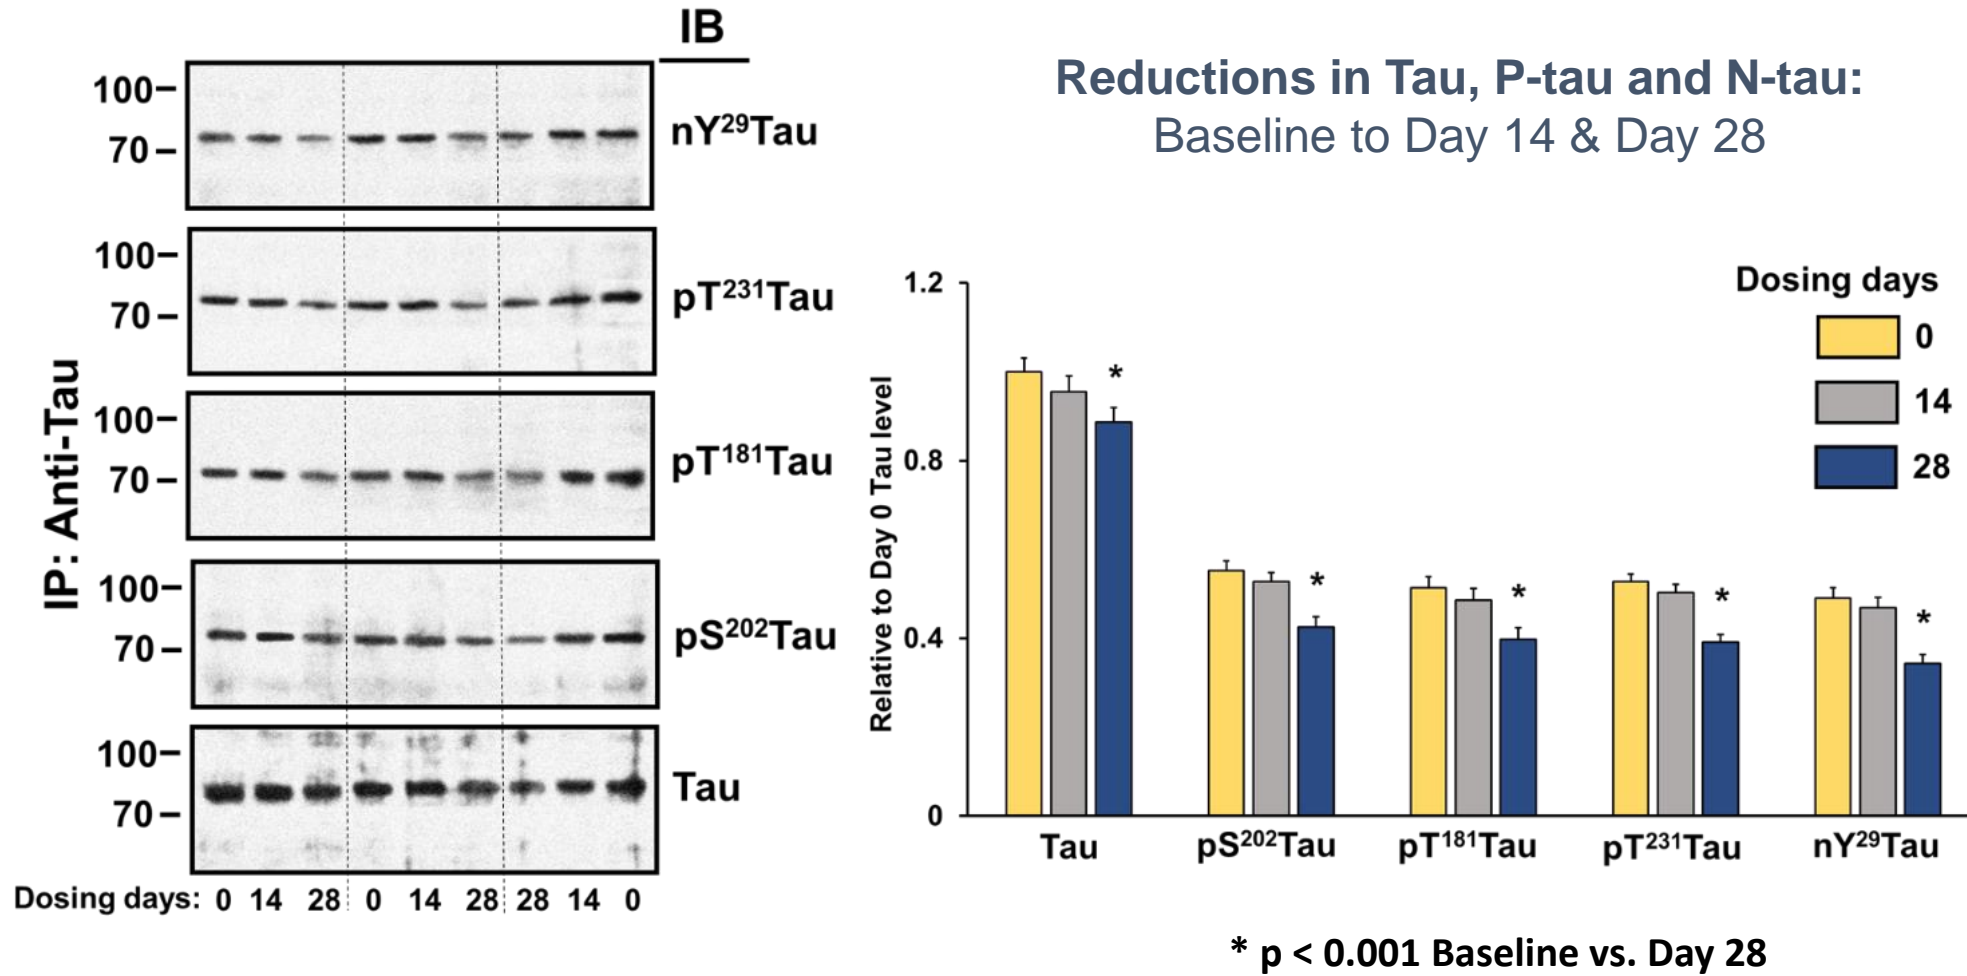 IB
100
70
nY²⁹Tau
100
70
pT²³¹Tau
100
70
pT¹⁸¹Tau
100
70
pS²⁰²Tau
100
70
Tau
IP: Anti-Tau
Dosing days: 0 14 28 0 14 28 28 14 0
Reductions in Tau, P-tau and N-tau:
Baseline to Day 14 & Day 28
Dosing days
0
14
28
Relative to Day 0 Tau level
1.2
0.8
0.4
0
*
*
*
*
*
Tau pS²⁰²Tau pT¹⁸¹Tau pT²³¹Tau nY²⁹Tau
* p < 0.001 Baseline vs. Day 28